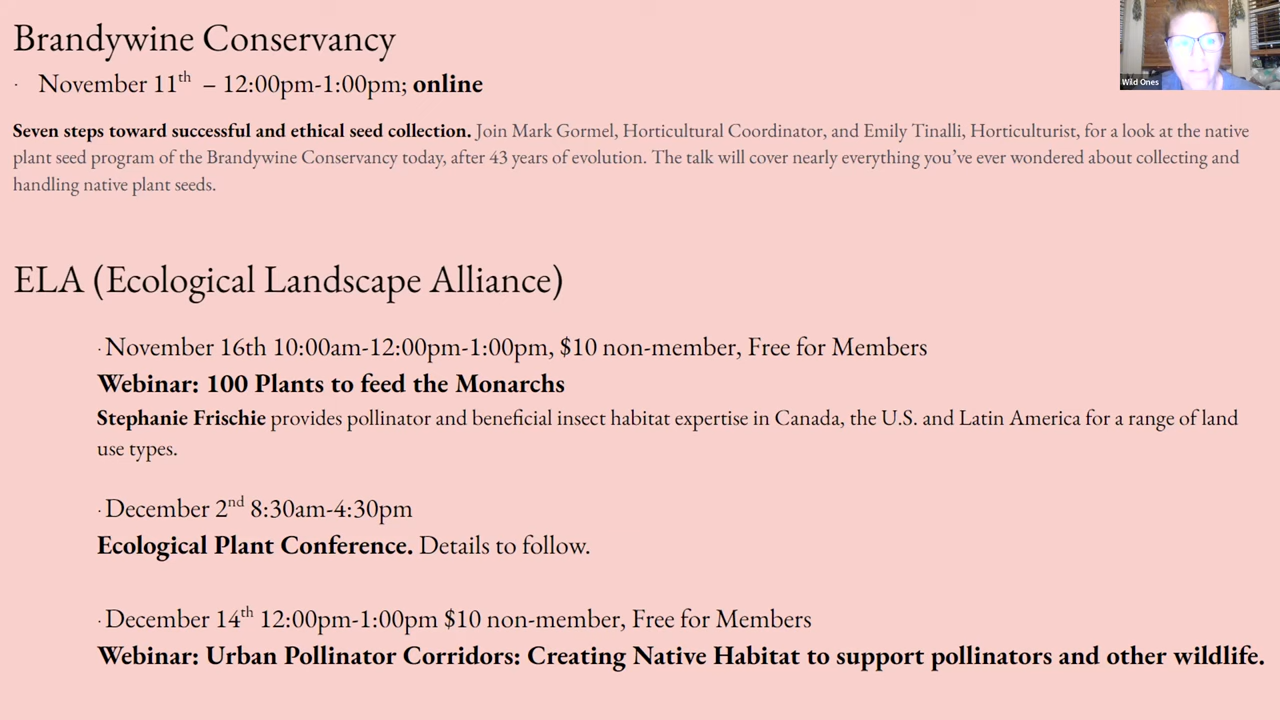 Brandywine Conservancy
· November 11th – 12:00pm-1:00pm; online
Seven steps toward successful and ethical seed collection. Join Mark Gormel, Horticultural Coordinator, and Emily Tinalli, Horticulturist, for a look at the native
plant seed program of the Brandywine Conservancy today, after 43 years of evolution. The talk will cover nearly everything you’ve ever wondered about collecting and
handling native plant seeds.
ELA (Ecological Landscape Alliance)
· November 16th 10:00am-12:00pm-1:00pm, $10 non-member, Free for Members
Webinar: 100 Plants to feed the Monarchs
Stephanie Frischie provides pollinator and beneficial insect habitat expertise in Canada, the U.S. and Latin America for a range of land
use types.
· December 2nd 8:30am-4:30pm
Ecological Plant Conference. Details to follow.
· December 14th 12:00pm-1:00pm $10 non-member, Free for Members
Webinar: Urban Pollinator Corridors: Creating Native Habitat to support pollinators and other wildlife.
Wild Ones